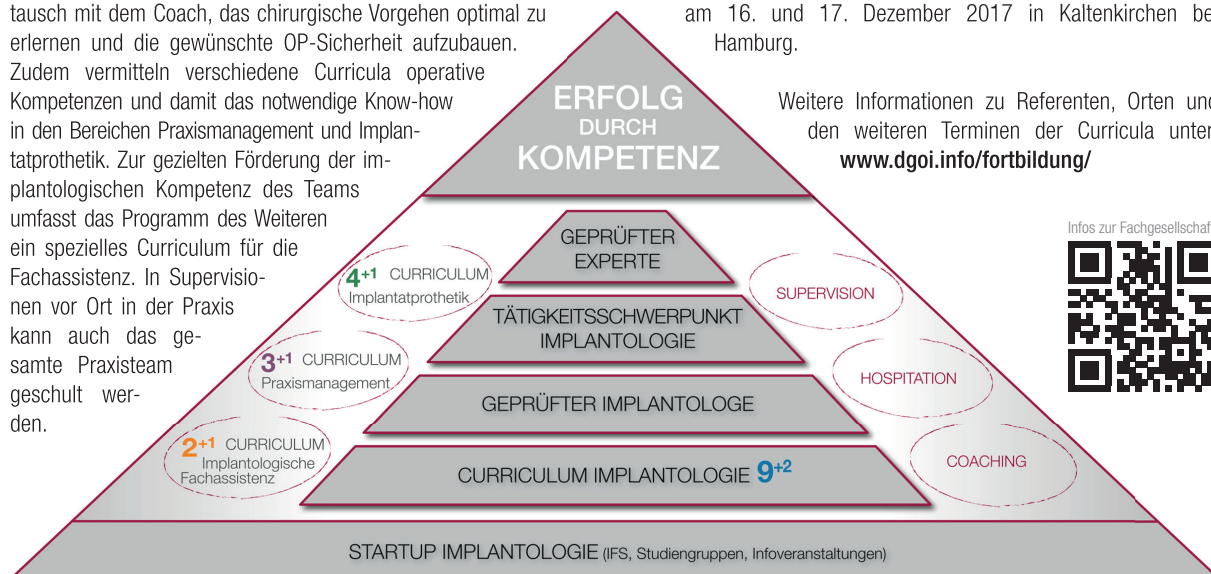 tausch mit dem Coach, das chirurgische Vorgehen optimal zu
erlernen und die gewünschte OP-Sicherheit aufzubauen.
Zudem vermitteln verschiedene Curricula operative
Kompetenzen und damit das notwendige Know-how
in den Bereichen Praxismanagement und Implan-
tatprothetik. Zur gezielten Förderung der im-
plantologischen Kompetenz des Teams
umfasst das Programm des Weiteren
ein spezielles Curriculum für die
Fachassistenz. In Supervisio-
nen vor Ort in der Praxis
kann auch das ge-
samte Praxisteam
geschult wer-
den.
am 16. und 17. Dezember 2017 in Kaltenkirchen be
Hamburg.
Weitere Informationen zu Referenten, Orten und
den weiteren Terminen der Curricula unter
www.dgoi.info/fortbildung/
Infos zur Fachgesellschaf
ERFOLG
DURCH
KOMPETENZ
GEPRÜFTER
EXPERTE
4+1 CURRICULUM
Implantatprothetik
SUPERVISION
TÄTIGKEITSSCHWERPUNKT
IMPLANTOLOGIE
3+1 CURRICULUM
Praxismanagement
HOSPITATION
GEPRÜFTER IMPLANTOLOGE
2+1 CURRICULUM
Implantologische
Fachassistenz
COACHING
CURRICULUM IMPLANTOLOGIE 9+2
STARTUP IMPLANTOLOGIE (IFS, Studiengruppen, Infoveranstaltungen)